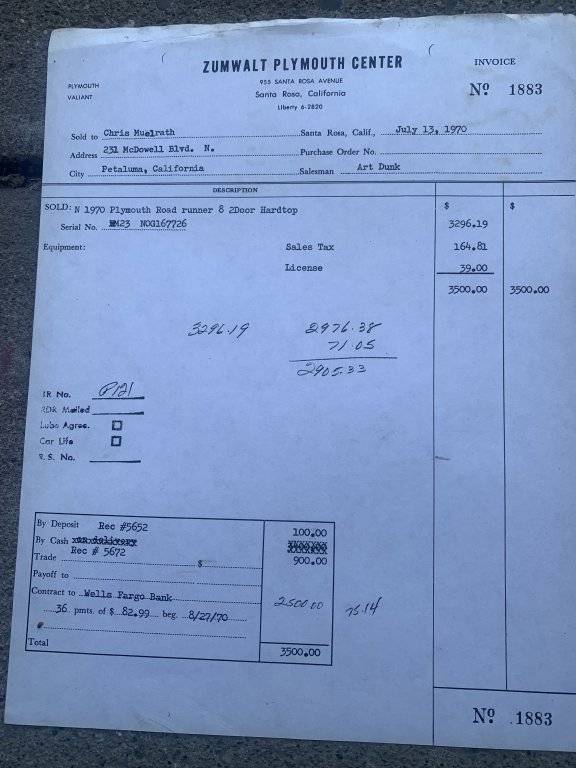 ZUMWALT PLYMOUTH CENTER
955 SANTA ROSA AVENUE
Santa Rosa, California
Liberty 6-2820
PLYMOUTH
VALIANT
INVOICE
Nº 1883
Sold to Chris Muelrath
Santa Rosa, Calif., July 13, 1970
Address 231 McDowell Blvd. N.
Purchase Order No.
City Petaluma, California
Salesman Art Dunk
DESCRIPTION
SOLD: N 1970 Plymouth Road runner 8 2Door Hardtop $ $
Serial No. RM23 NOG167726 3296.19
Equipment: Sales Tax 164.81
License 39.00
3500.00 3500.00
3296.19 2976.38
71.05
2905.33
IR No. P121
RDR Mailed
Lube Agree.
Car Life
R. S. No.
By Deposit Rec #5652 100.00
By Cash on delivery
Rec # 5672 900.00
Trade $
Payoff to
Contract to Wells Fargo Bank 2500.00
36 pmts. of $ 82.99 beg. 8/27/70 75.14
Total 3500.00
Nº 1883